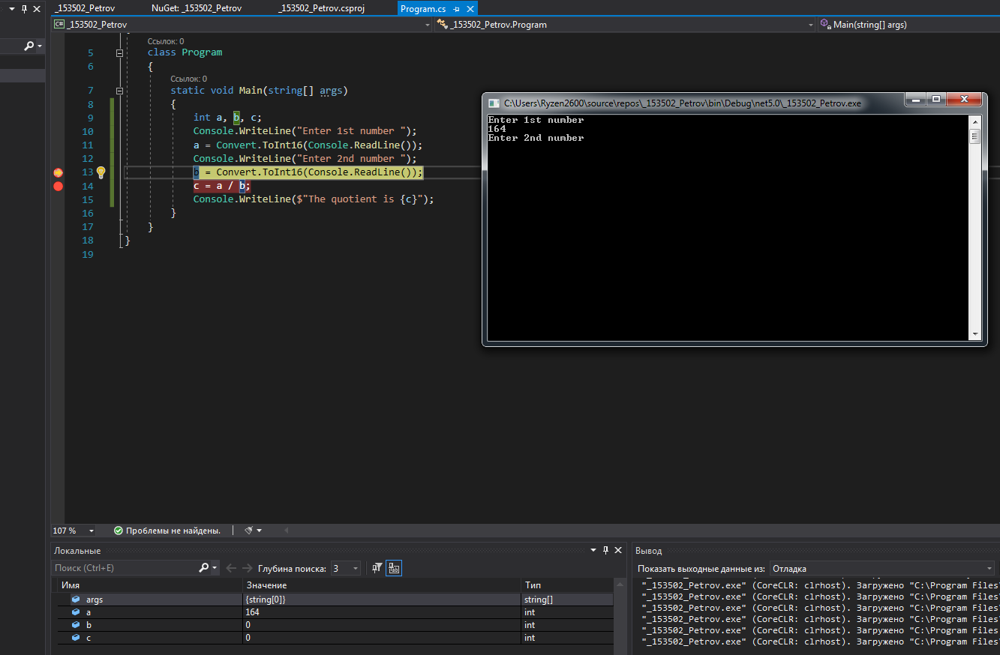 _153502_Petrov NuGet: _153502_Petrov _153502_Petrov.csproj Program.cs
C# _153502_Petrov _153502_Petrov.Program Main(string[] args)
Ссылок: 0
5 class Program
6 {
Ссылок: 0
7 static void Main(string[] args)
8 {
9 int a, b, c;
10 Console.WriteLine("Enter 1st number ");
11 a = Convert.ToInt16(Console.ReadLine());
12 Console.WriteLine("Enter 2nd number ");
13 b = Convert.ToInt16(Console.ReadLine());
14 c = a / b;
15 Console.WriteLine($"The quotient is {c}");
16 }
17 }
18 }
19
C:\Users\Ryzen2600\source\repos\_153502_Petrov\bin\Debug\net5.0\_153502_Petrov.exe
Enter 1st number
164
Enter 2nd number
107 % Проблемы не найдены.
Локальные
Поиск (Ctrl+E) Глубина поиска: 3
Имя Значение Тип
args {string[0]} string[]
a 164 int
b 0 int
c 0 int
Вывод
Показать выходные данные из: Отладка
"_153502_Petrov.exe" (CoreCLR: clrhost). Загружено "C:\Program Files\
"_153502_Petrov.exe" (CoreCLR: clrhost). Загружено "C:\Program Files\
"_153502_Petrov.exe" (CoreCLR: clrhost). Загружено "C:\Program Files\
"_153502_Petrov.exe" (CoreCLR: clrhost). Загружено "C:\Program Files\
"_153502_Petrov.exe" (CoreCLR: clrhost). Загружено "C:\Program Files\
"_153502_Petrov.exe" (CoreCLR: clrhost). Загружено "C:\Program Files\